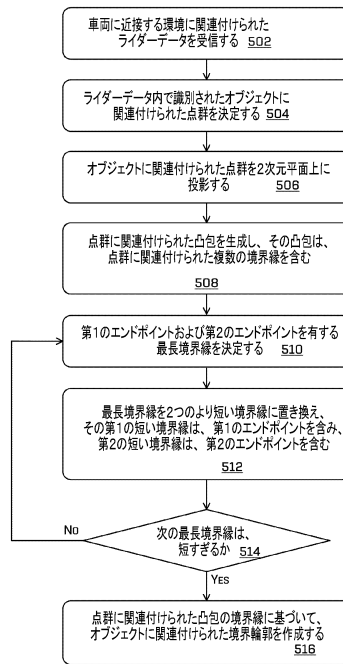 車両に近接する環境に関連付けられた
ライダーデータを受信する 502
ライダーデータ内で識別されたオブジェクトに
関連付けられた点群を決定する 504
オブジェクトに関連付けられた点群を2次元平面上に
投影する 506
点群に関連付けられた凸包を生成し、その凸包は、
点群に関連付けられた複数の境界縁を含む
508
第1のエンドポイントおよび第2のエンドポイントを有する
最長境界縁を決定する 510
最長境界縁を2つのより短い境界縁に置き換え、
その第1の短い境界縁は、第1のエンドポイントを含み、
第2の短い境界縁は、第2のエンドポイントを含む
512
No
次の最長境界縁は、
短すぎるか 514
Yes
点群に関連付けられた凸包の境界縁に基づいて、
オブジェクトに関連付けられた境界輪郭を作成する
516